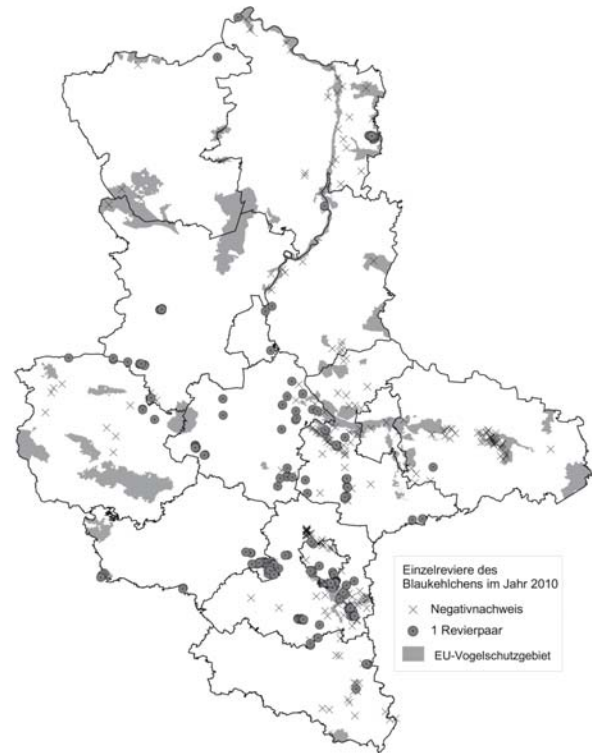 Einzelreviere des
Blaukehlchens im Jahr 2010
Negativnachweis
1 Revierpaar
EU-Vogelschutzgebiet